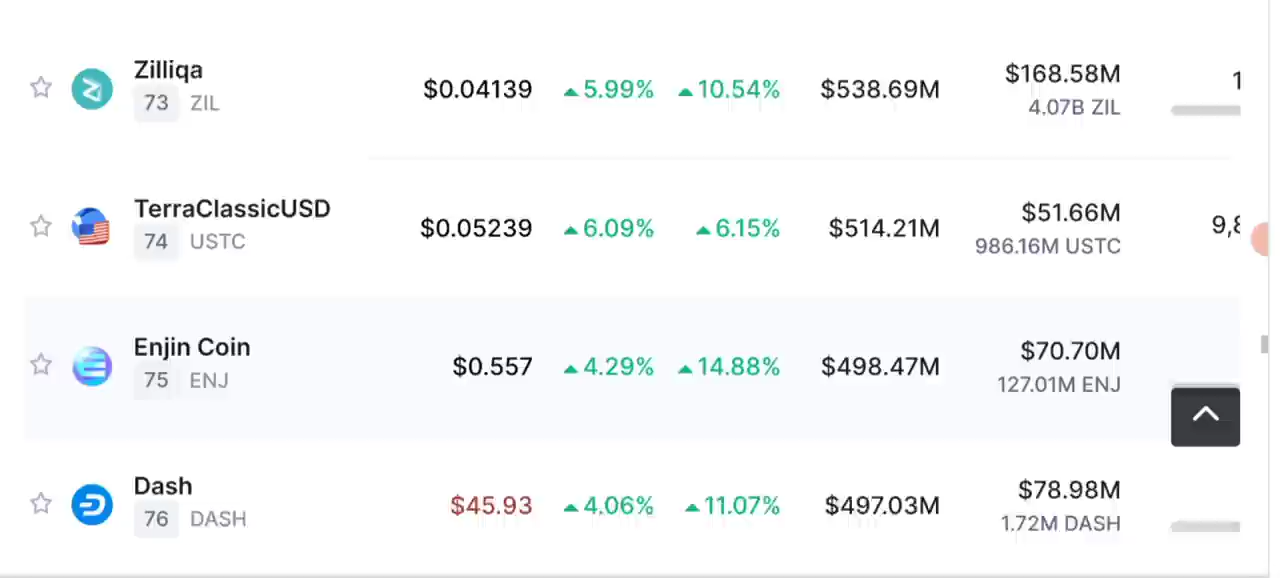 Zilliqa
73 ZIL
$0.04139 5.99% 10.54% $538.69M
$168.58M
4.07B ZIL
TerraClassicUSD
74 USTC
$0.05239 6.09% 6.15% $514.21M
$51.66M
986.16M USTC
Enjin Coin
75 ENJ
$0.557 4.29% 14.88% $498.47M
$70.70M
127.01M ENJ
Dash
76 DASH
$45.93 4.06% 11.07% $497.03M
$78.98M
1.72M DASH